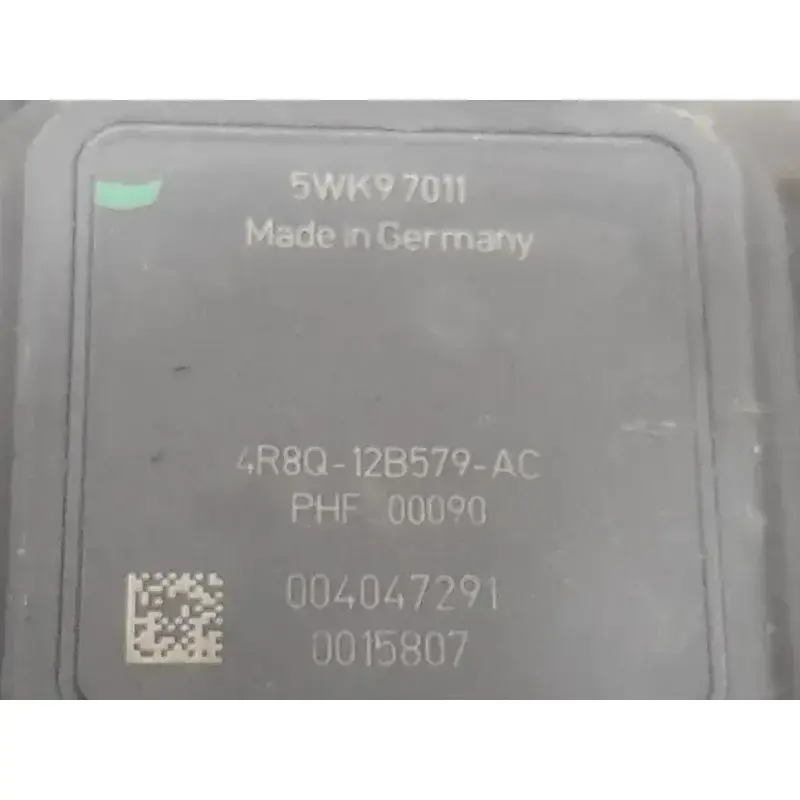 5WK9 7011
Made in Germany
4R8Q-12B579-AC
PHF 00090
004047291
0015807